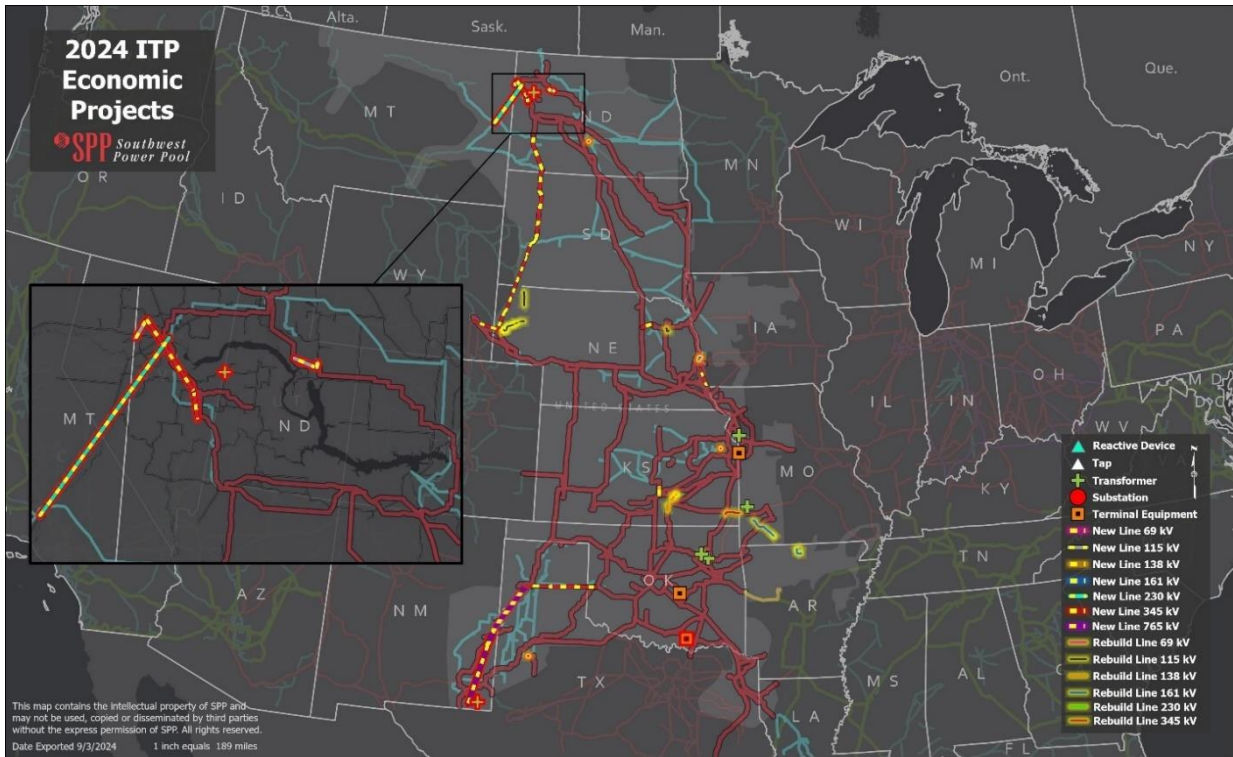 2024 ITP
Economic
Projects
SPP Southwest
Power Pool
B.C.
Alta.
Sask.
Man.
Ont.
Que.
OR
ID
MT
ND
MN
WI
MI
NY
WY
SD
IA
PA
NE
IL
IN
OH
MD
D.C.
WV
VA
UNITED STATES
KS
MO
KY
MT
ND
AZ
NM
OK
AR
TN
TX
LA
MS
AL
GA
SC
FL
Reactive Device
Tap
Transformer
Substation
Terminal Equipment
New Line 69 kV
New Line 115 kV
New Line 138 kV
New Line 161 kV
New Line 230 kV
New Line 345 kV
New Line 765 kV
Rebuild Line 69 kV
Rebuild Line 115 kV
Rebuild Line 138 kV
Rebuild Line 161 kV
Rebuild Line 230 kV
Rebuild Line 345 kV
This map contains the intellectual property of SPP and
may not be used, copied or disseminated by third parties
without the express permission of SPP. All rights reserved.
Date Exported 9/3/2024 1 inch equals 189 miles